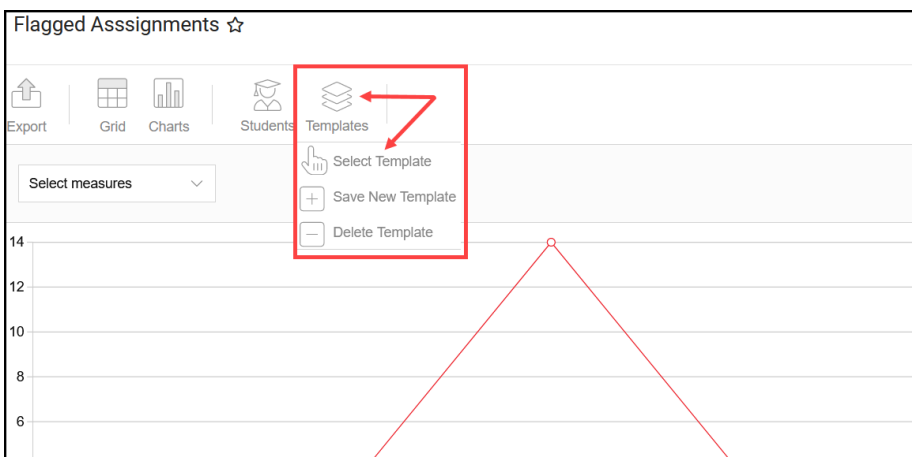 Flagged Asssignments
Export Grid Charts Students Templates
Select Template
Select measures
Save New Template
Delete Template
14
12
10
8
6